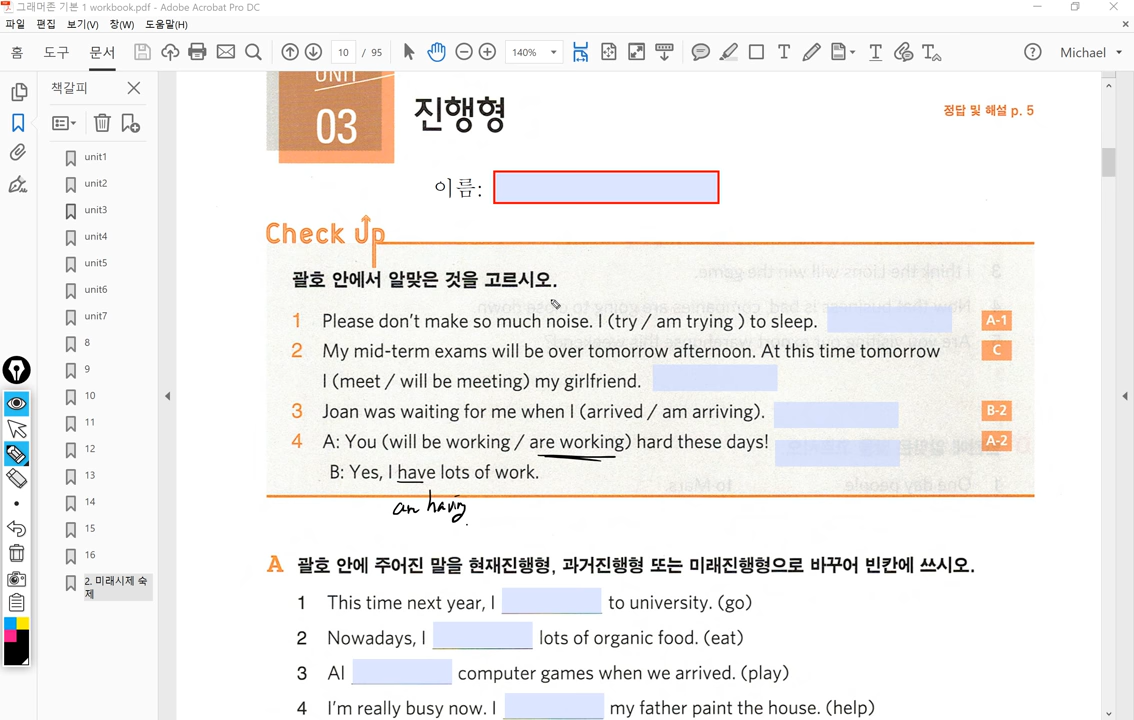 그래머존 기본 1 workbook.pdf - Adobe Acrobat Pro DC
파일 편집 보기(V) 창(W) 도움말(H)
홈 도구 문서 10 / 95 140% Michael
책갈피
unit1
unit2
unit3
unit4
unit5
unit6
unit7
8
9
10
11
12
13
14
15
16
2. 미래시제 숙
제
UNIT
03
진행형
정답 및 해설 p. 5
이름:
Check Up
괄호 안에서 알맞은 것을 고르시오.
1 Please don't make so much noise. I (try / am trying ) to sleep. A-1
2 My mid-term exams will be over tomorrow afternoon. At this time tomorrow C
I (meet / will be meeting) my girlfriend.
3 Joan was waiting for me when I (arrived / am arriving). B-2
4 A: You (will be working / are working) hard these days! A-2
B: Yes, I have lots of work.
am having
A 괄호 안에 주어진 말을 현재진행형, 과거진행형 또는 미래진행형으로 바꾸어 빈칸에 쓰시오.
1 This time next year, I to university. (go)
2 Nowadays, I lots of organic food. (eat)
3 Al computer games when we arrived. (play)
4 I'm really busy now. I my father paint the house. (help)